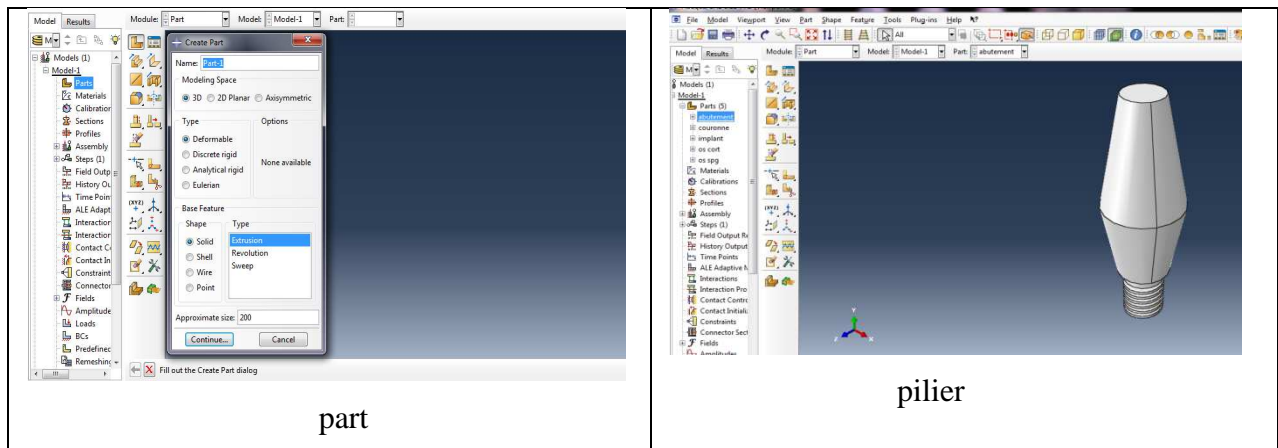 Model Results
Module: Part Model: Model-1 Part:
Models (1)
Model-1
Parts
Materials
Calibration
Sections
Profiles
Assembly
Steps (1)
Field Outp
History Ou
Time Poin
ALE Adapt
Interaction
Interaction
Contact Co
Contact In
Constraint
Connector
Fields
Amplitude
Loads
BCs
Predefined
Remeshing
Create Part
Name: Part-1
Modeling Space
3D 2D Planar Axisymmetric
Type Options
Deformable
Discrete rigid
Analytical rigid
Eulerian
None available
Base Feature
Shape Type
Solid
Shell
Wire
Point
Extrusion
Revolution
Sweep
Approximate size: 200
Continue... Cancel
Fill out the Create Part dialog
part
File Model Viewport View Part Shape Feature Tools Plug-ins Help
All
Model Results
Module: Part Model: Model-1 Part: abutement
Models (1)
Model-1
Parts (5)
abutement
couronne
implant
os cort
os spg
Materials
Calibrations
Sections
Profiles
Assembly
Steps (1)
Field Output Re
History Output
Time Points
ALE Adaptive M
Interactions
Interaction Pro
Contact Contro
Contact Initializ
Constraints
Connector Sect
Fields
Amplitudes
pilier